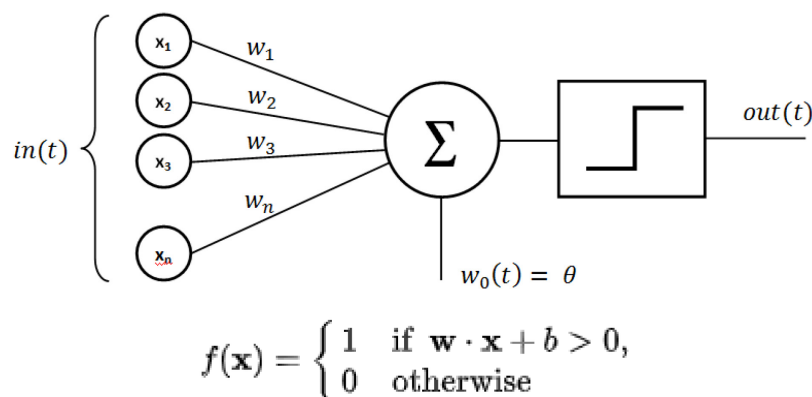 x₁
w₁
x₂
w₂
in(t)
x₃
w₃
Σ
out(t)
wₙ
xₙ
w₀(t) = θ
f(x) = { 1 if w · x + b > 0,
0 otherwise